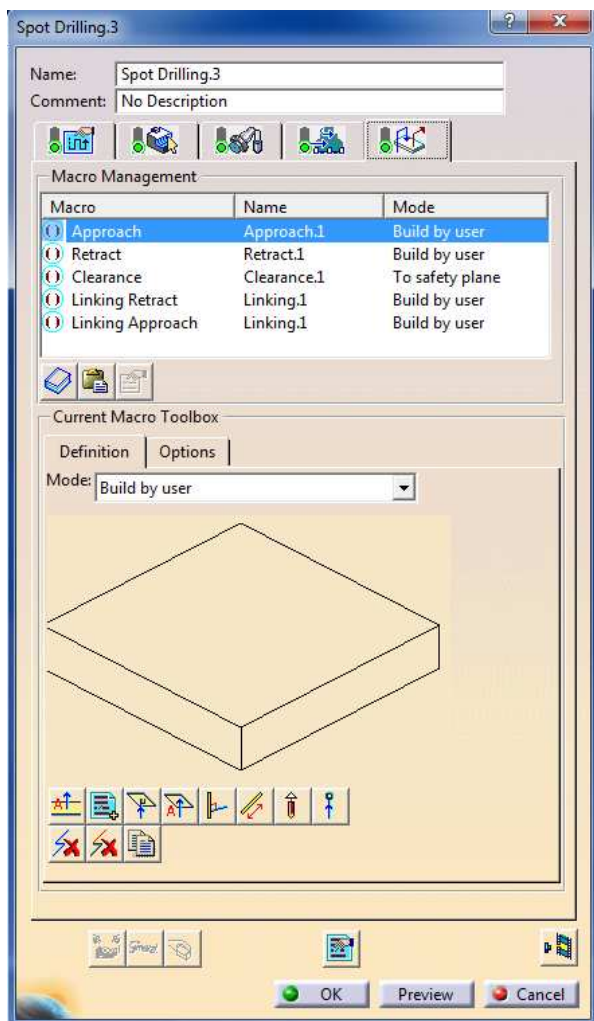 Spot Drilling.3
Name: Spot Drilling.3
Comment: No Description
Macro Management
Macro Name Mode
Approach Approach.1 Build by user
Retract Retract.1 Build by user
Clearance Clearance.1 To safety plane
Linking Retract Linking.1 Build by user
Linking Approach Linking.1 Build by user
Current Macro Toolbox
Definition Options
Mode: Build by user
OK Preview Cancel